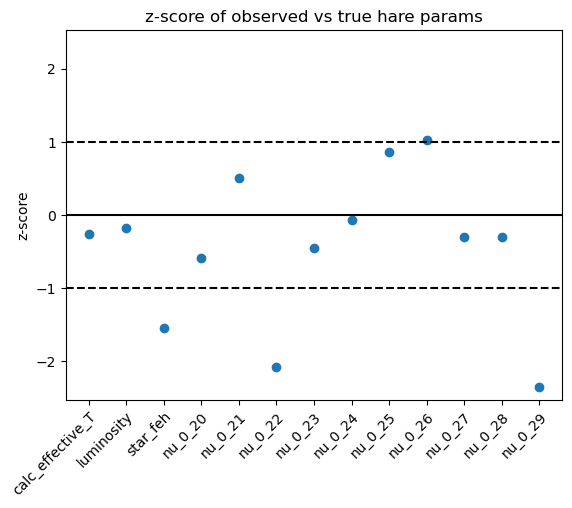 z-score of observed vs true hare params
z-score
2
1
0
−1
−2
calc_effective_T
luminosity
star_feh
nu_0_20
nu_0_21
nu_0_22
nu_0_23
nu_0_24
nu_0_25
nu_0_26
nu_0_27
nu_0_28
nu_0_29